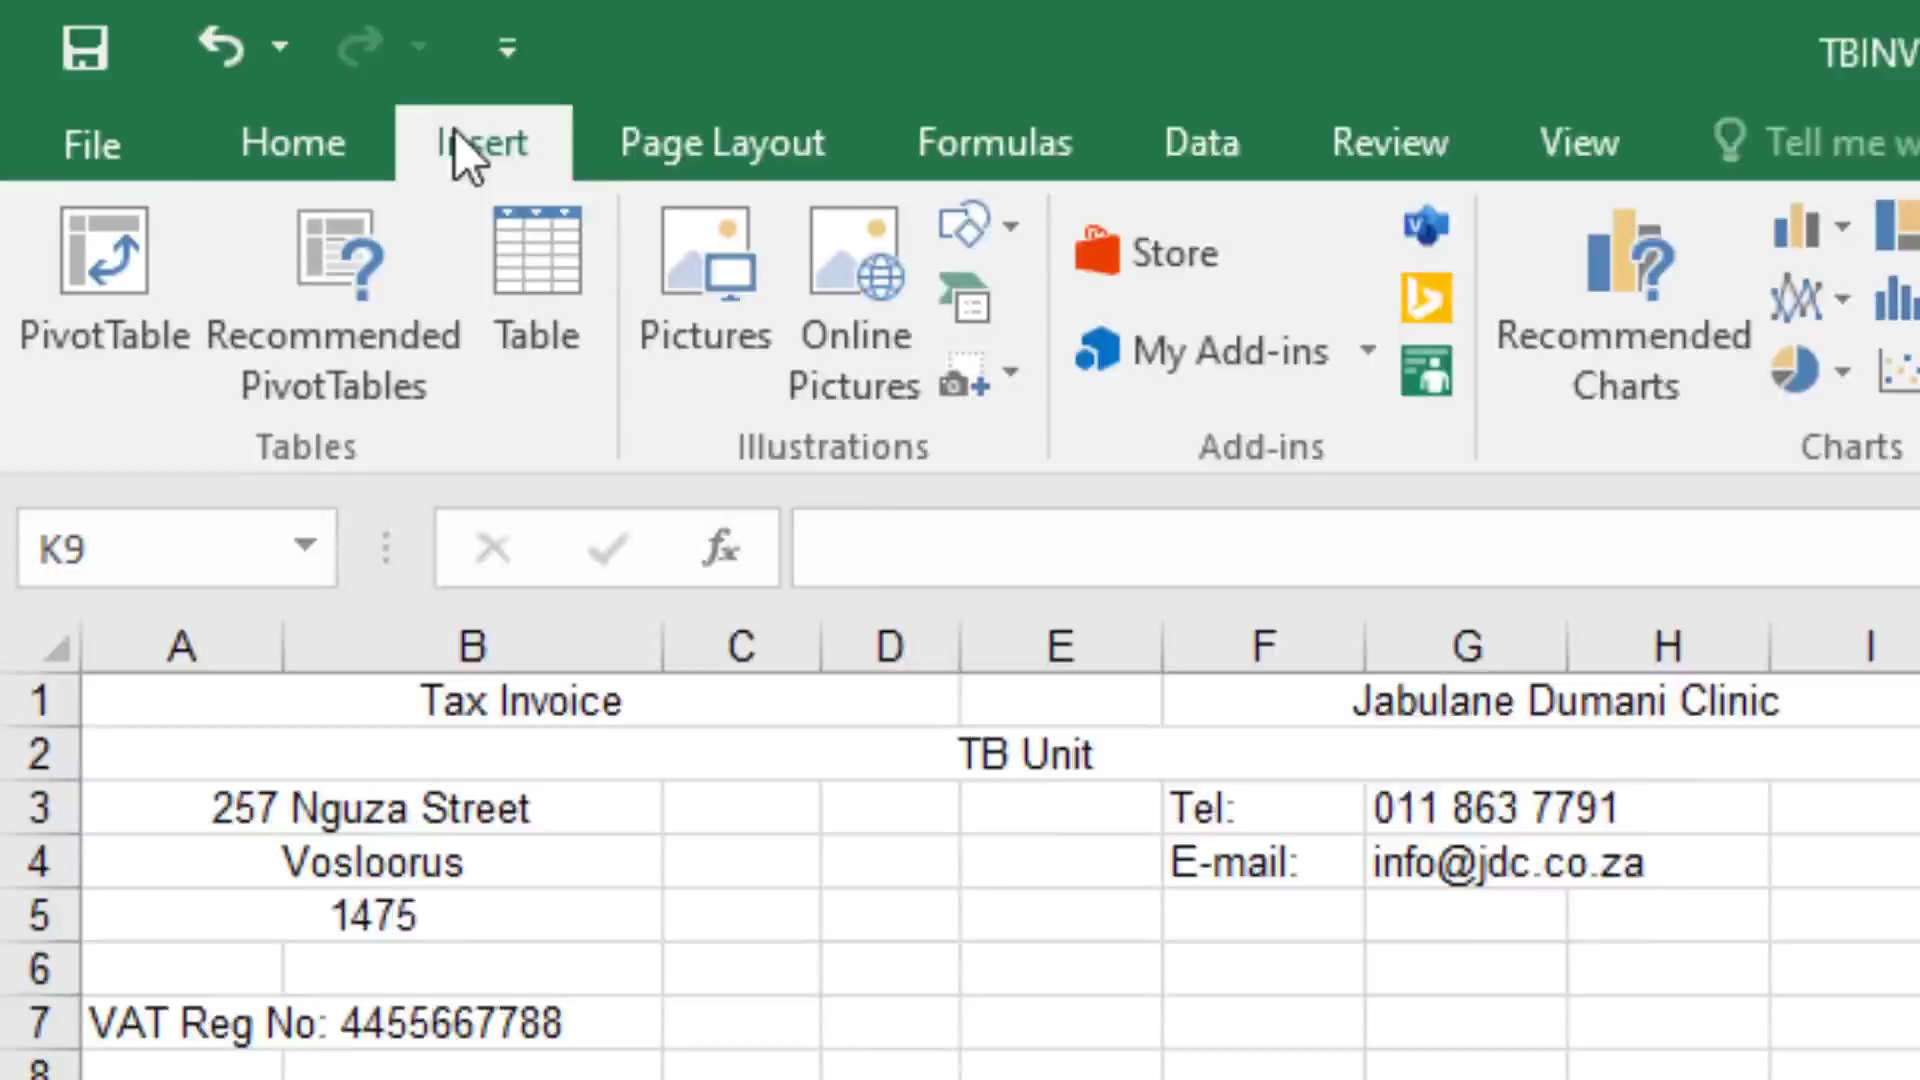 TBINV
File Home Insert Page Layout Formulas Data Review View Tell me w
PivotTable Recommended PivotTables Table Pictures Online Pictures Store My Add-ins Recommended Charts
Tables Illustrations Add-ins Charts
K9 fx
A B C D E F G H I
1 Tax Invoice Jabulane Dumani Clinic
2 TB Unit
3 257 Nguza Street Tel: 011 863 7791
4 Vosloorus E-mail: info@jdc.co.za
5 1475
6
7 VAT Reg No: 4455667788
8